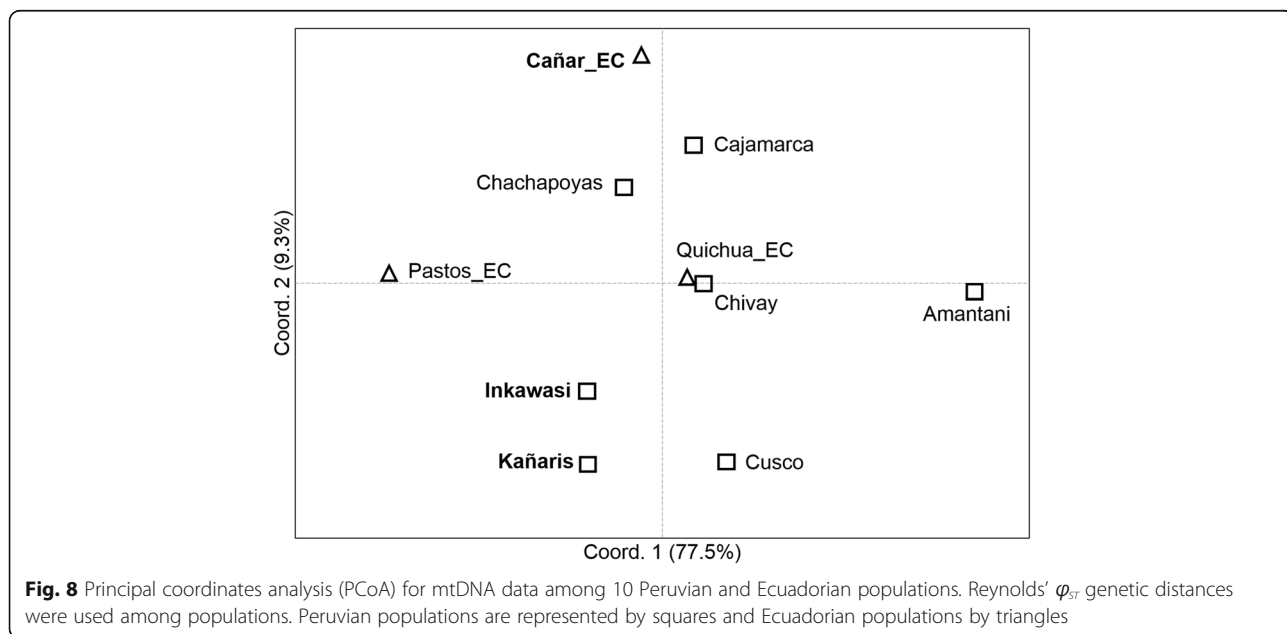 Cañar_EC
Cajamarca
Chachapoyas
Quichua_EC
Pastos_EC
Chivay
Amantani
Inkawasi
Kañaris
Cusco
Coord. 2 (9.3%)
Coord. 1 (77.5%)
Fig. 8 Principal coordinates analysis (PCoA) for mtDNA data among 10 Peruvian and Ecuadorian populations. Reynolds’ φST genetic distances
were used among populations. Peruvian populations are represented by squares and Ecuadorian populations by triangles